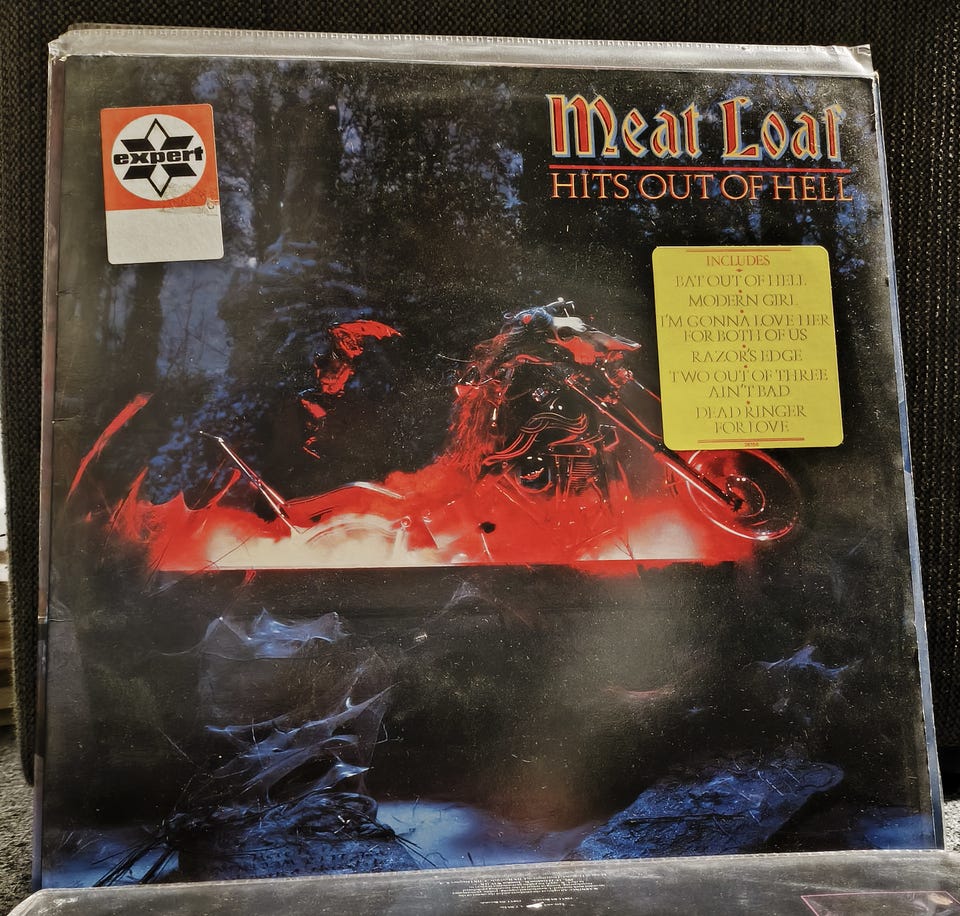 expert
Meat Loaf
HITS OUT OF HELL
INCLUDES
BAT OUT OF HELL
MODERN GIRL
I'M GONNA LOVE HER
FOR BOTH OF US
RAZOR'S EDGE
TWO OUT OF THREE
AIN'T BAD
DEAD RINGER
FOR LOVE